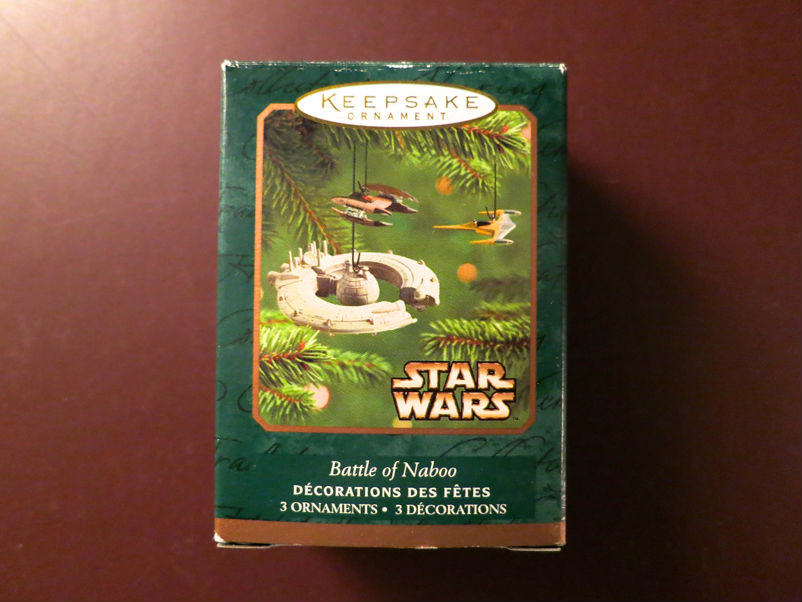 KEEPSAKE
ORNAMENT
STAR
WARS
Battle of Naboo
DÉCORATIONS DES FÊTES
3 ORNAMENTS • 3 DÉCORATIONS